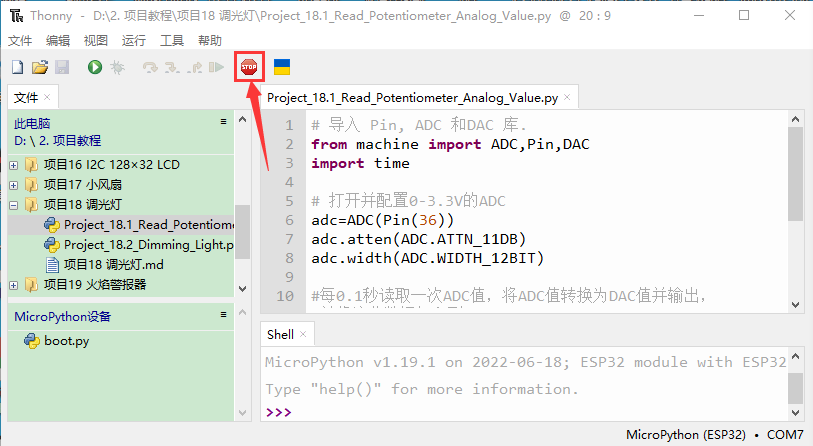 Thonny - D:\2. 项目教程\项目18 调光灯\Project_18.1_Read_Potentiometer_Analog_Value.py @ 20 : 9
文件 编辑 视图 运行 工具 帮助
STOP
文件 ×
此电脑
D: \ 2. 项目教程
项目16 I2C 128×32 LCD
项目17 小风扇
项目18 调光灯
Project_18.1_Read_Potentiome
Project_18.2_Dimming_Light.p
项目18 调光灯.md
项目19 火焰警报器
MicroPython设备
boot.py
Project_18.1_Read_Potentiometer_Analog_Value.py ×
1 # 导入 Pin, ADC 和DAC 库.
2 from machine import ADC,Pin,DAC
3 import time
4
5 # 打开并配置0-3.3V的ADC
6 adc=ADC(Pin(36))
7 adc.atten(ADC.ATTN_11DB)
8 adc.width(ADC.WIDTH_12BIT)
9
10 #每0.1秒读取一次ADC值，将ADC值转换为DAC值并输出，
Shell ×
MicroPython v1.19.1 on 2022-06-18; ESP32 module with ESP32
Type "help()" for more information.
>>>
MicroPython (ESP32) • COM7